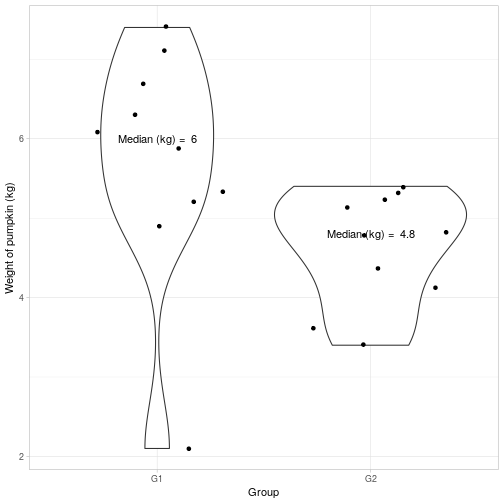 Weight of pumpkin (kg)
6
4
2
Median (kg) = 6
Median (kg) = 4.8
G1
G2
Group